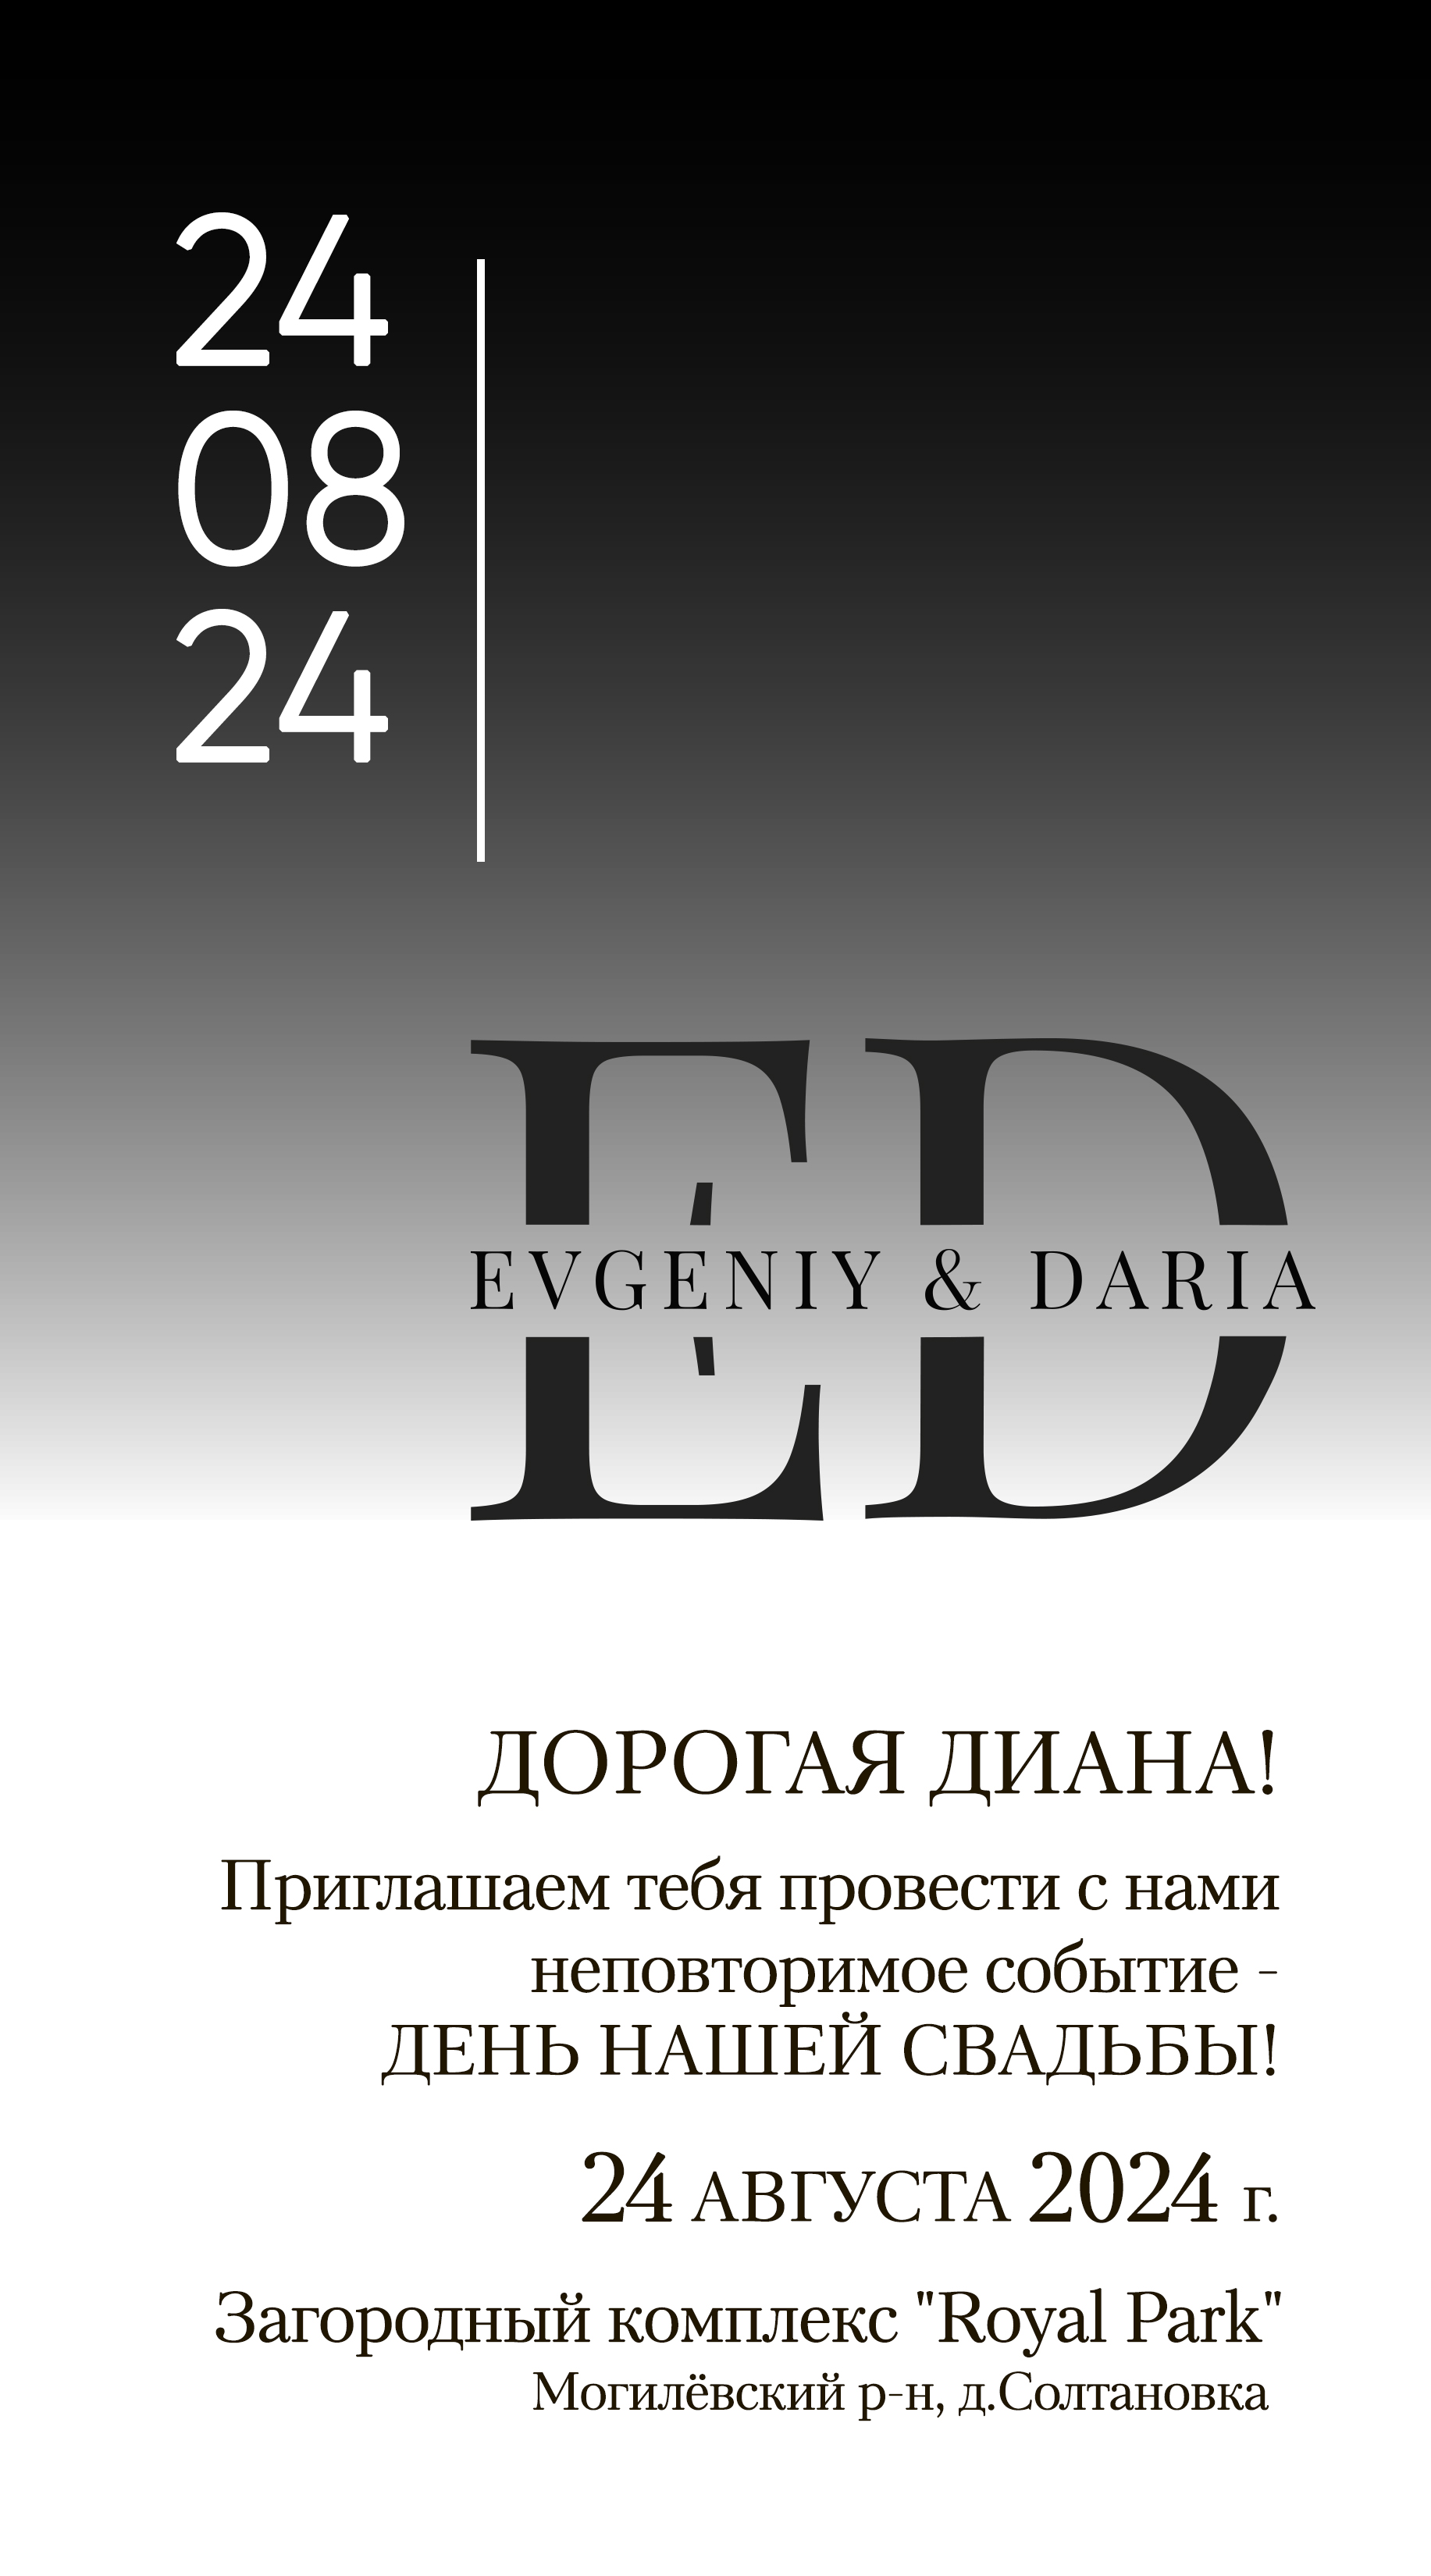 24
08
24
ED
EVGENIY & DARIA
ДОРОГАЯ ДИАНА!
Приглашаем тебя провести с нами
неповторимое событие -
ДЕНЬ НАШЕЙ СВАДЬБЫ!
24 АВГУСТА 2024 г.
Загородный комплекс "Royal Park"
Могилёвский р-н, д.Солтановка